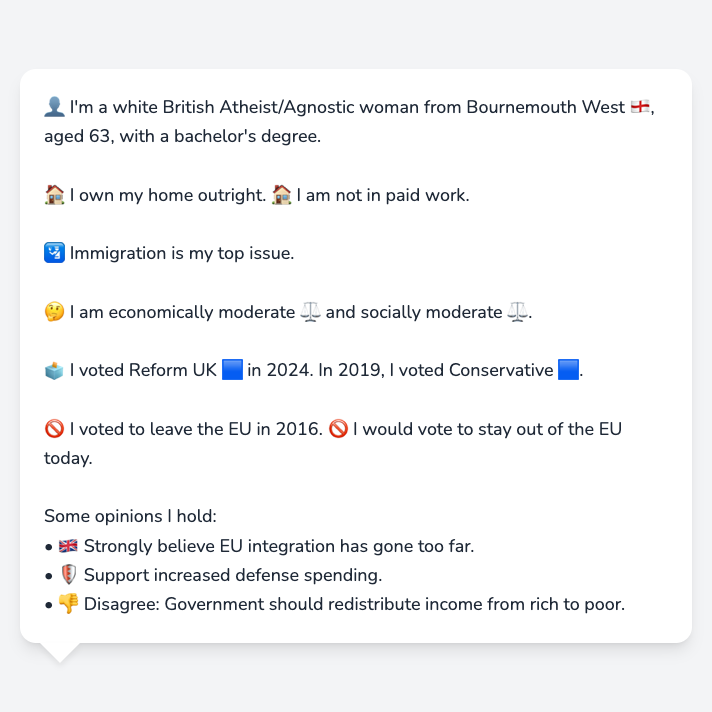 👤 I'm a white British Atheist/Agnostic woman from Bournemouth West 🏴󠁧󠁢󠁥󠁮󠁧󠁿,
aged 63, with a bachelor's degree.
🏠 I own my home outright. 🏠 I am not in paid work.
🛂 Immigration is my top issue.
🤔 I am economically moderate ⚖️ and socially moderate ⚖️.
🗳️ I voted Reform UK 🟦 in 2024. In 2019, I voted Conservative 🟦.
🚫 I voted to leave the EU in 2016. 🚫 I would vote to stay out of the EU
today.
Some opinions I hold:
• 🇬🇧 Strongly believe EU integration has gone too far.
• 🛡️ Support increased defense spending.
• 👎 Disagree: Government should redistribute income from rich to poor.